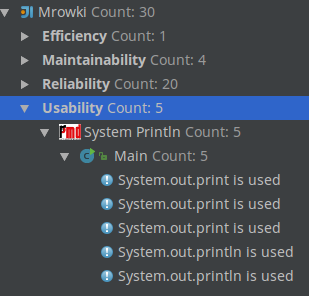 Mrowki Count: 30
Efficiency Count: 1
Maintainability Count: 4
Reliability Count: 20
Usability Count: 5
Pmd System Println Count: 5
C Main Count: 5
System.out.print is used
System.out.print is used
System.out.print is used
System.out.println is used
System.out.println is used